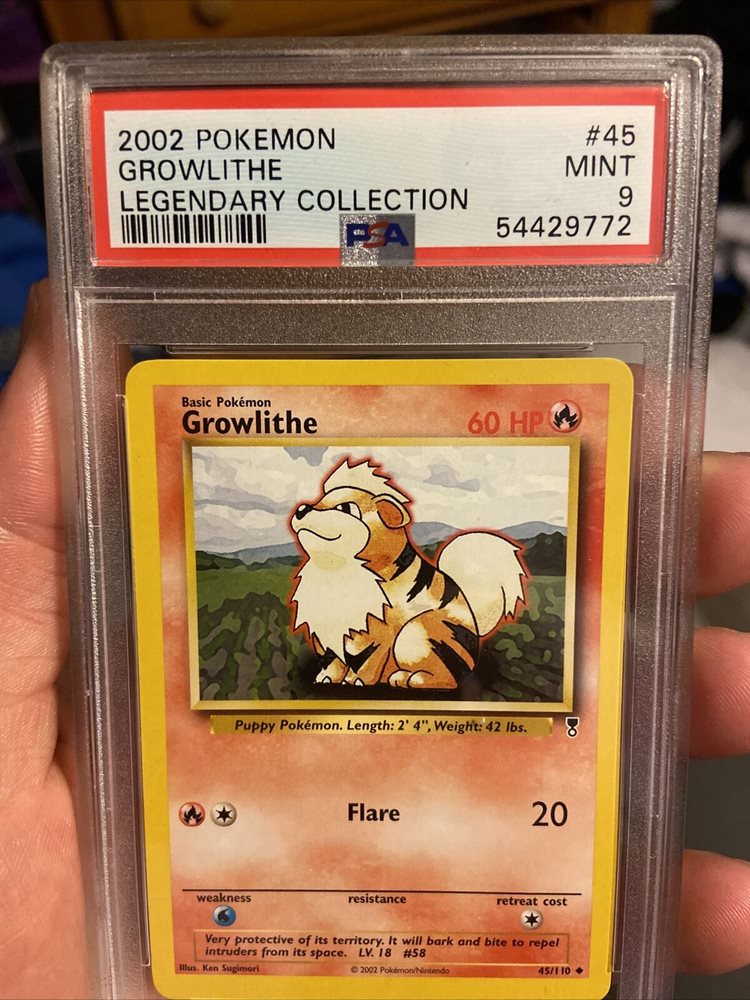 2002 POKEMON #45
GROWLITHE MINT
LEGENDARY COLLECTION 9
PSA 54429772
Basic Pokémon
Growlithe 60 HP
Puppy Pokémon. Length: 2' 4", Weight: 42 lbs.
Flare 20
weakness resistance retreat cost
Very protective of its territory. It will bark and bite to repel
intruders from its space. LV. 18 #58
Illus. Ken Sugimori © 2002 Pokémon/Nintendo 45/110 ◆